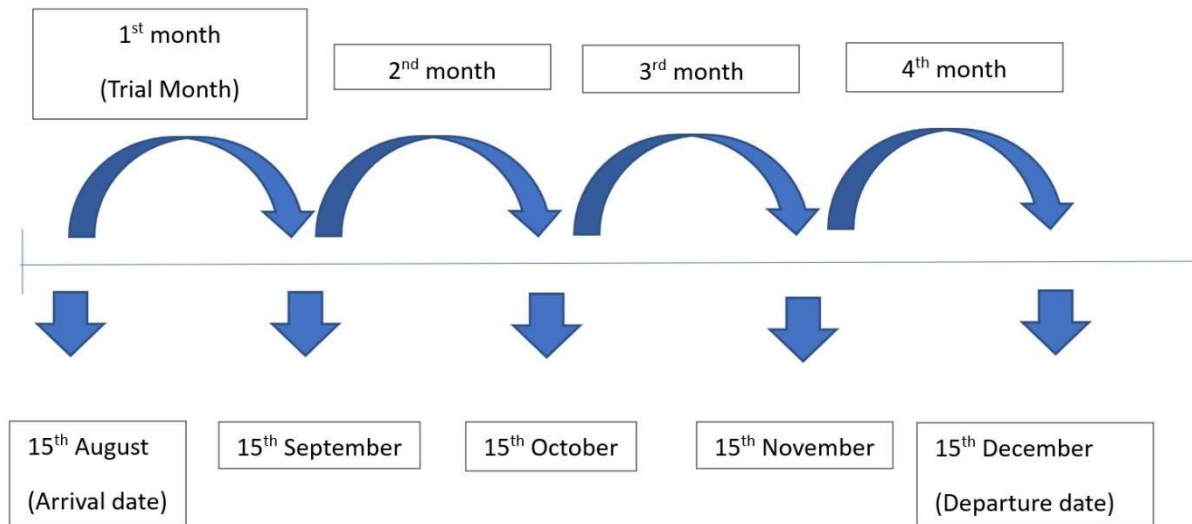 1st month
(Trial Month)
2nd month
3rd month
4th month
15th August
(Arrival date)
15th September
15th October
15th November
15th December
(Departure date)